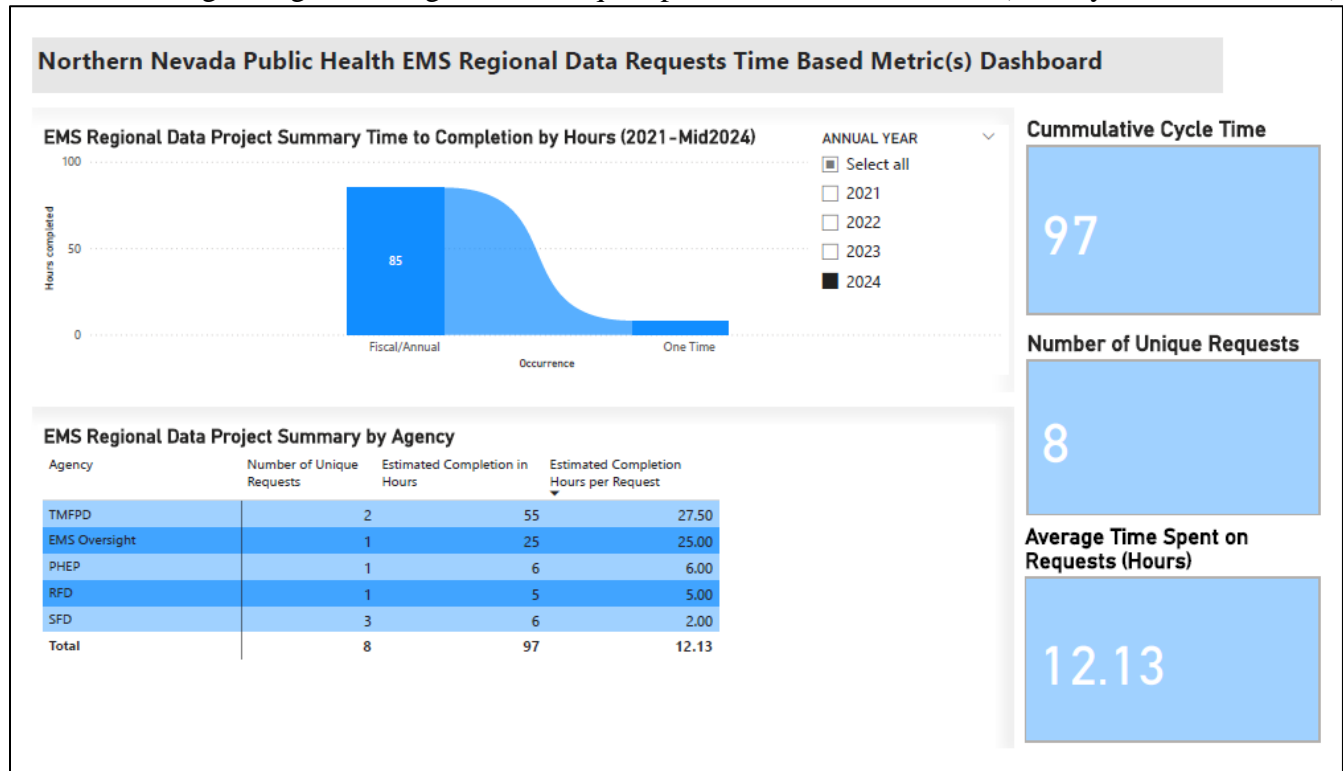 Northern Nevada Public Health EMS Regional Data Requests Time Based Metric(s) Dashboard
EMS Regional Data Project Summary Time to Completion by Hours (2021-Mid2024)
100
50
0
Hours completed
85
Fiscal/Annual
One Time
Occurrence
ANNUAL YEAR
Select all
2021
2022
2023
2024
Cummulative Cycle Time
97
Number of Unique Requests
8
Average Time Spent on
Requests (Hours)
12.13
EMS Regional Data Project Summary by Agency
Agency Number of Unique Estimated Completion in Estimated Completion
Requests Hours Hours per Request
TMFPD 2 55 27.50
EMS Oversight 1 25 25.00
PHEP 1 6 6.00
RFD 1 5 5.00
SFD 3 6 2.00
Total 8 97 12.13